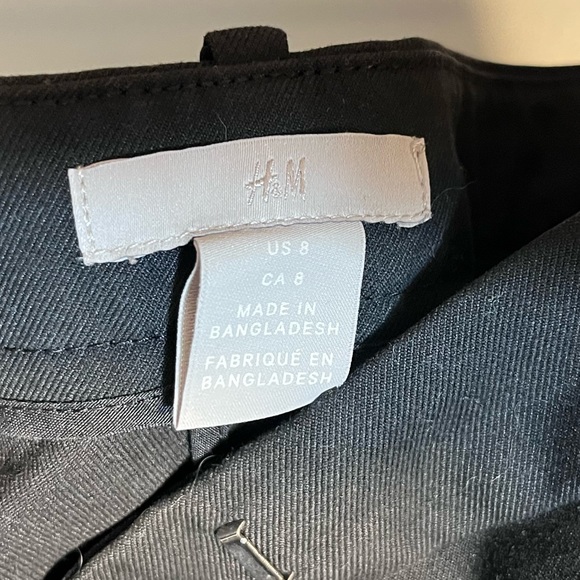 H&M
US 8
CA 8
MADE IN
BANGLADESH
FABRIQUÉ EN
BANGLADESH